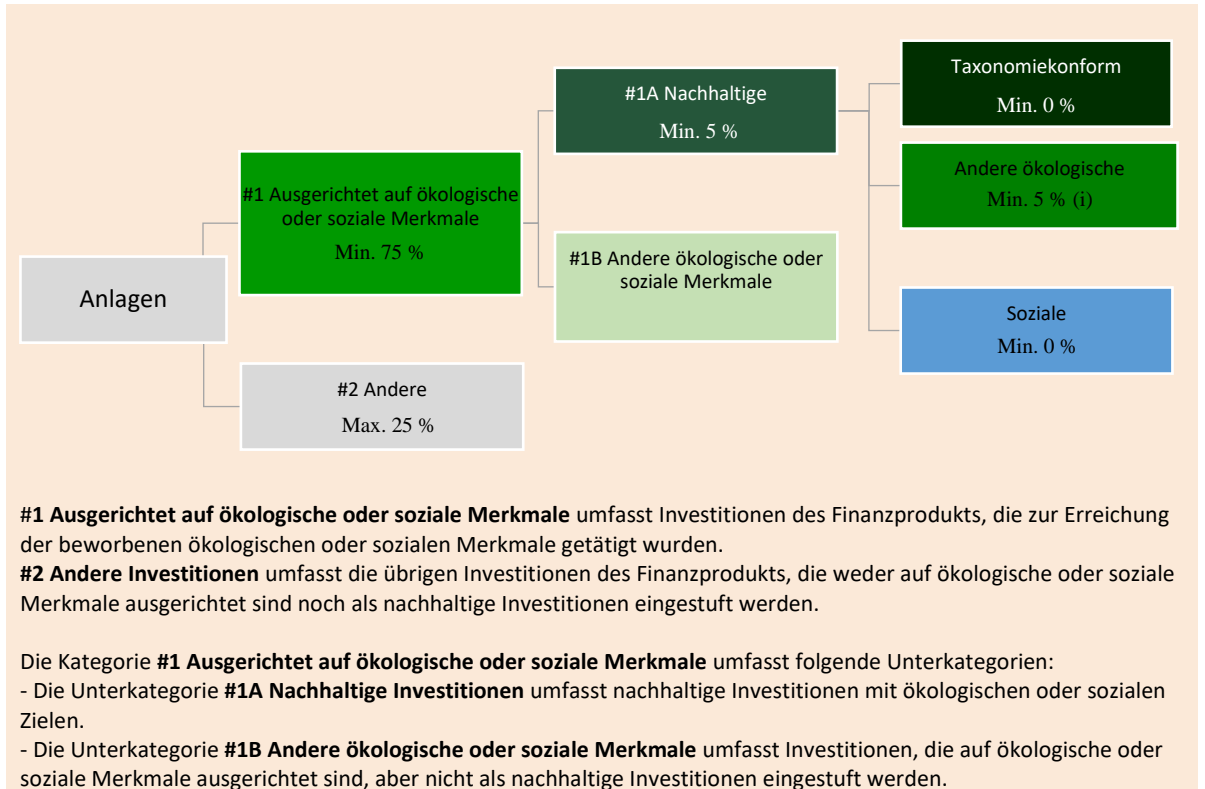 Anlagen
#1 Ausgerichtet auf ökologische
oder soziale Merkmale
Min. 75 %
#2 Andere
Max. 25 %
#1A Nachhaltige
Min. 5 %
#1B Andere ökologische oder
soziale Merkmale
Taxonomiekonform
Min. 0 %
Andere ökologische
Min. 5 % (i)
Soziale
Min. 0 %
#1 Ausgerichtet auf ökologische oder soziale Merkmale umfasst Investitionen des Finanzprodukts, die zur Erreichung
der beworbenen ökologischen oder sozialen Merkmale getätigt wurden.
#2 Andere Investitionen umfasst die übrigen Investitionen des Finanzprodukts, die weder auf ökologische oder soziale
Merkmale ausgerichtet sind noch als nachhaltige Investitionen eingestuft werden.
Die Kategorie #1 Ausgerichtet auf ökologische oder soziale Merkmale umfasst folgende Unterkategorien:
- Die Unterkategorie #1A Nachhaltige Investitionen umfasst nachhaltige Investitionen mit ökologischen oder sozialen
Zielen.
- Die Unterkategorie #1B Andere ökologische oder soziale Merkmale umfasst Investitionen, die auf ökologische oder
soziale Merkmale ausgerichtet sind, aber nicht als nachhaltige Investitionen eingestuft werden.